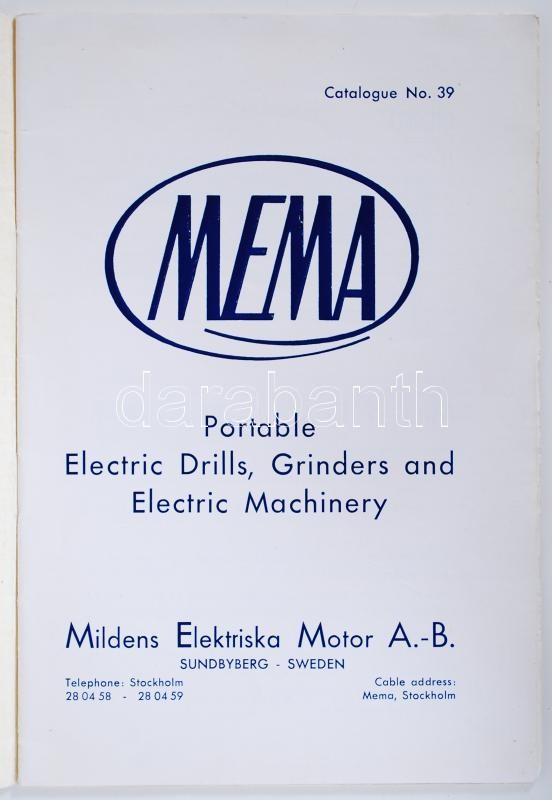 Catalogue No. 39
MEMA
darabanth
Portable
Electric Drills, Grinders and
Electric Machinery
Mildens Elektriska Motor A.-B.
SUNDBYBERG - SWEDEN
Telephone: Stockholm
28 04 58 - 28 04 59
Cable address:
Mema, Stockholm